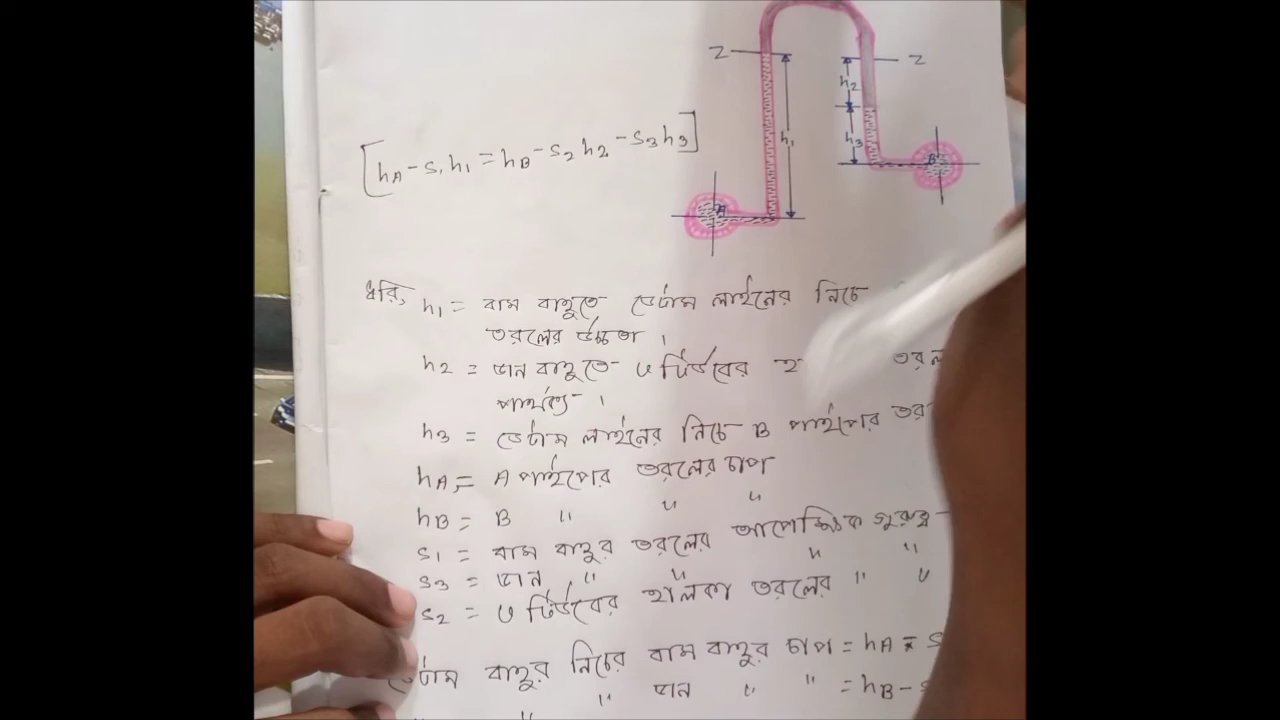 Z Z
h₂
[hA - s₁h₁ = hB - s₂h₂ - s₃h₃] h₁ h₃
A B
ধরি, h₁ = বাম বাহুতে ডেটাম লাইনের নিচে
তরলের উচ্চতা ।
h₂ = ডান বাহুতে U টিউবের
পার্থক্য ।
h₃ = ডেটাম লাইনের নিচে B পাইপের
hA = A পাইপের তরলের চাপ
hB = B " " "
s₁ = বাম বাহুর তরলের আপেক্ষিক গুরুত্ব
s₃ = ডান " " " "
s₂ = U টিউবের হালকা তরলের " "
বাহুর নিচের বাম বাহুর চাপ = hA -
" ডান " " = hB -